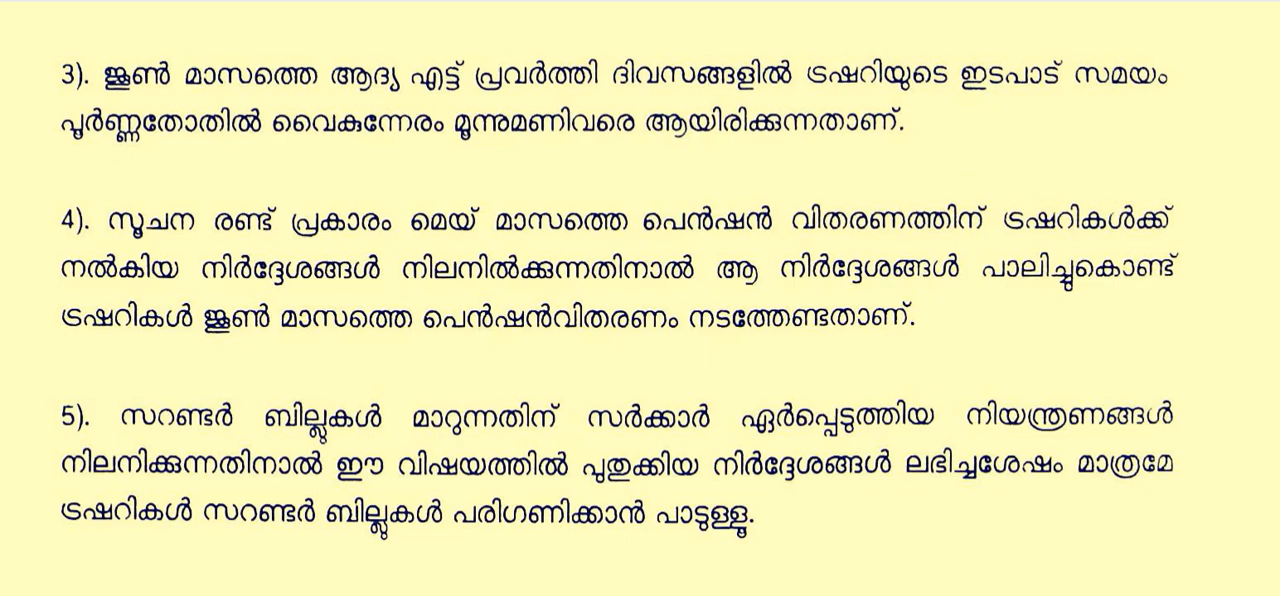 3). ജൂൺ മാസത്തെ ആദ്യ എട്ട് പ്രവർത്തി ദിവസങ്ങളിൽ ട്രഷറിയുടെ ഇടപാട് സമയം
പൂർണ്ണതോതിൽ വൈകുന്നേരം മൂന്നുമണിവരെ ആയിരിക്കുന്നതാണ്.
4). സൂചന രണ്ട് പ്രകാരം മെയ് മാസത്തെ പെൻഷൻ വിതരണത്തിന് ട്രഷറികൾക്ക്
നൽകിയ നിർദ്ദേശങ്ങൾ നിലനിൽക്കുന്നതിനാൽ ആ നിർദ്ദേശങ്ങൾ പാലിച്ചുകൊണ്ട്
ട്രഷറികൾ ജൂൺ മാസത്തെ പെൻഷൻവിതരണം നടത്തേണ്ടതാണ്.
5). സറണ്ടർ ബില്ലുകൾ മാറുന്നതിന് സർക്കാർ ഏർപ്പെടുത്തിയ നിയന്ത്രണങ്ങൾ
നിലനിക്കുന്നതിനാൽ ഈ വിഷയത്തിൽ പുതുക്കിയ നിർദ്ദേശങ്ങൾ ലഭിച്ചശേഷം മാത്രമേ
ട്രഷറികൾ സറണ്ടർ ബില്ലുകൾ പരിഗണിക്കാൻ പാടുള്ളൂ.